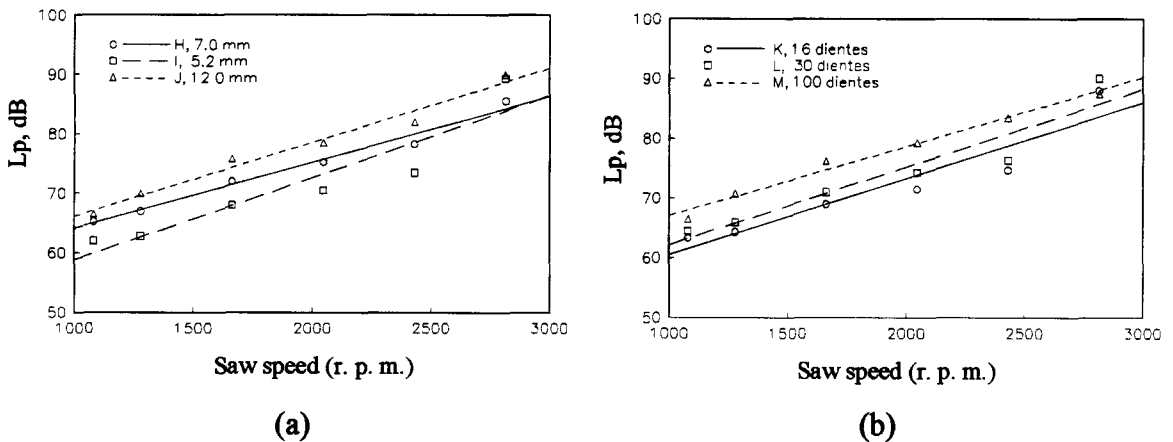 100
90
80
70
60
50
Lp, dB
H, 7.0 mm
I, 5.2 mm
J, 12.0 mm
1000 1500 2000 2500 3000
Saw speed (r. p. m.)
(a)
100
90
80
70
60
50
Lp, dB
K, 16 dientes
L, 30 dientes
M, 100 dientes
1000 1500 2000 2500 3000
Saw speed (r. p. m.)
(b)